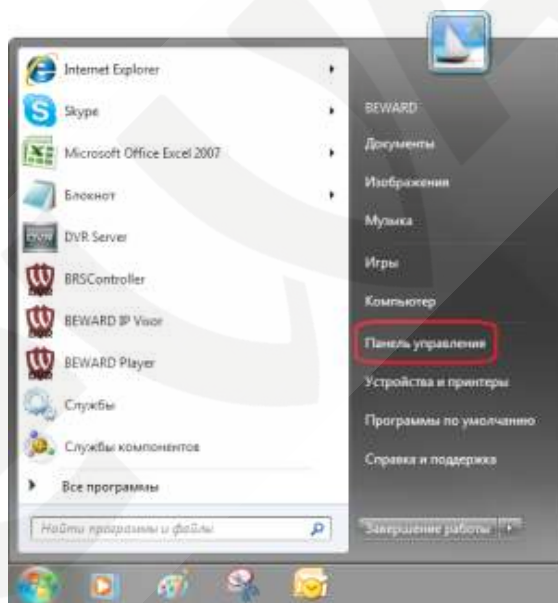 Internet Explorer
Skype
Microsoft Office Excel 2007
Блокнот
DVR Server
BRSController
BEWARD IP Visor
BEWARD Player
Службы
Службы компонентов
Все программы
Найти программы и файлы
BEWARD
Документы
Изображения
Музыка
Игры
Компьютер
Панель управления
Устройства и принтеры
Программы по умолчанию
Справка и поддержка
Завершение работы